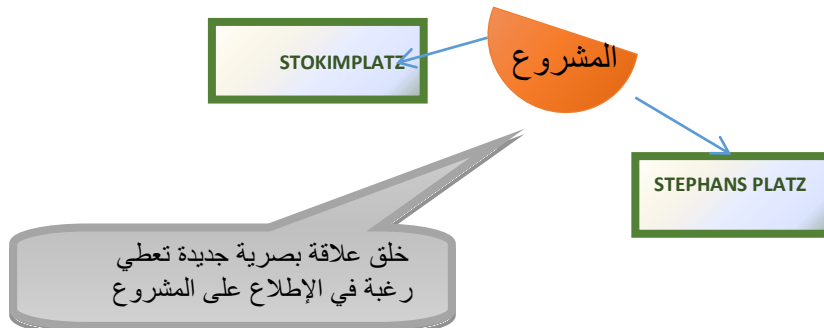 المشروع
STOKIMPLATZ
STEPHANS PLATZ
خلق علاقة بصرية جديدة تعطي
رغبة في الإطلاع على المشروع